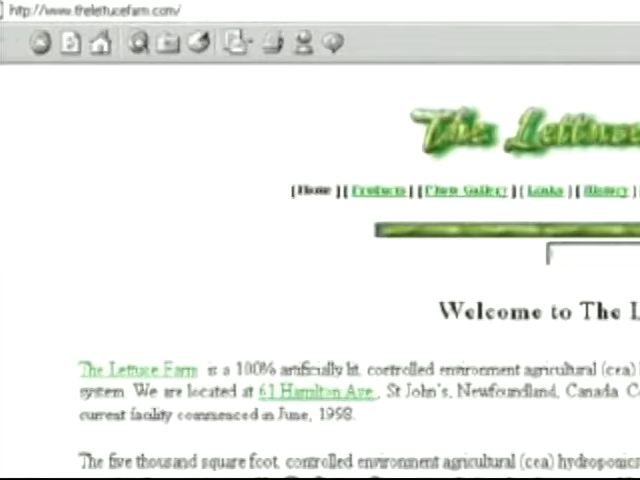 http://www.thelettucefarm.com/
The Lettuce
[Home] [Products] [Photo Gallery] [Links] [History]
Welcome to The L
The Lettuce Farm is a 100% artificially lit, controlled environment agricultural (cea)
system. We are located at 61 Hamilton Ave., St John's, Newfoundland, Canada. C
current facility commenced in June, 1998.
The five thousand square foot, controlled environment agricultural (cea) hydroponics